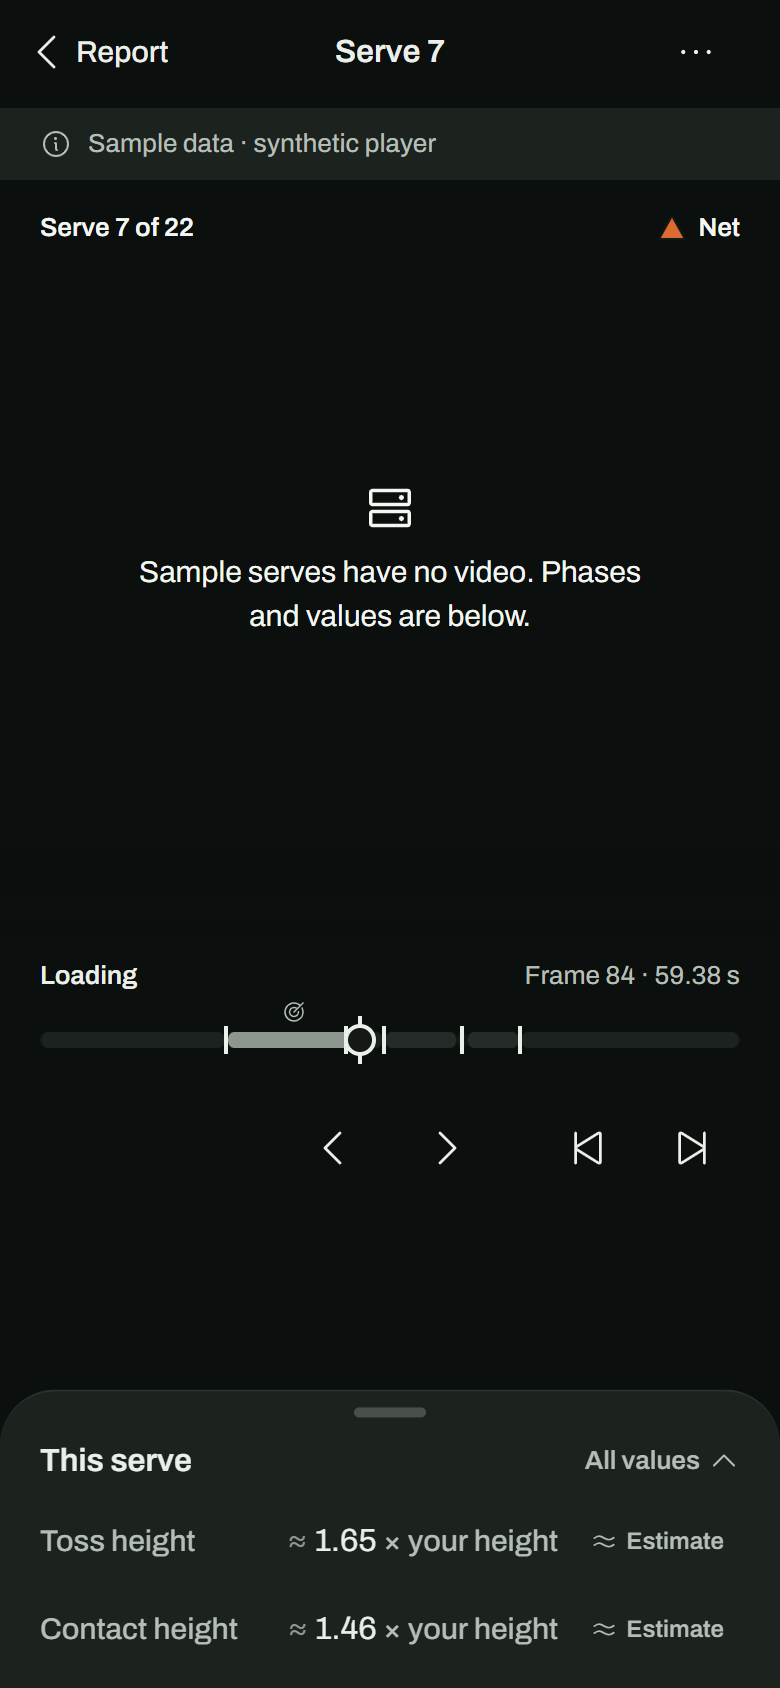 Report
Serve 7
Sample data · synthetic player
Serve 7 of 22
Net
Sample serves have no video. Phases
and values are below.
Loading
Frame 84 · 59.38 s
This serve
All values
Toss height
≈ 1.65 × your height
≈ Estimate
Contact height
≈ 1.46 × your height
≈ Estimate